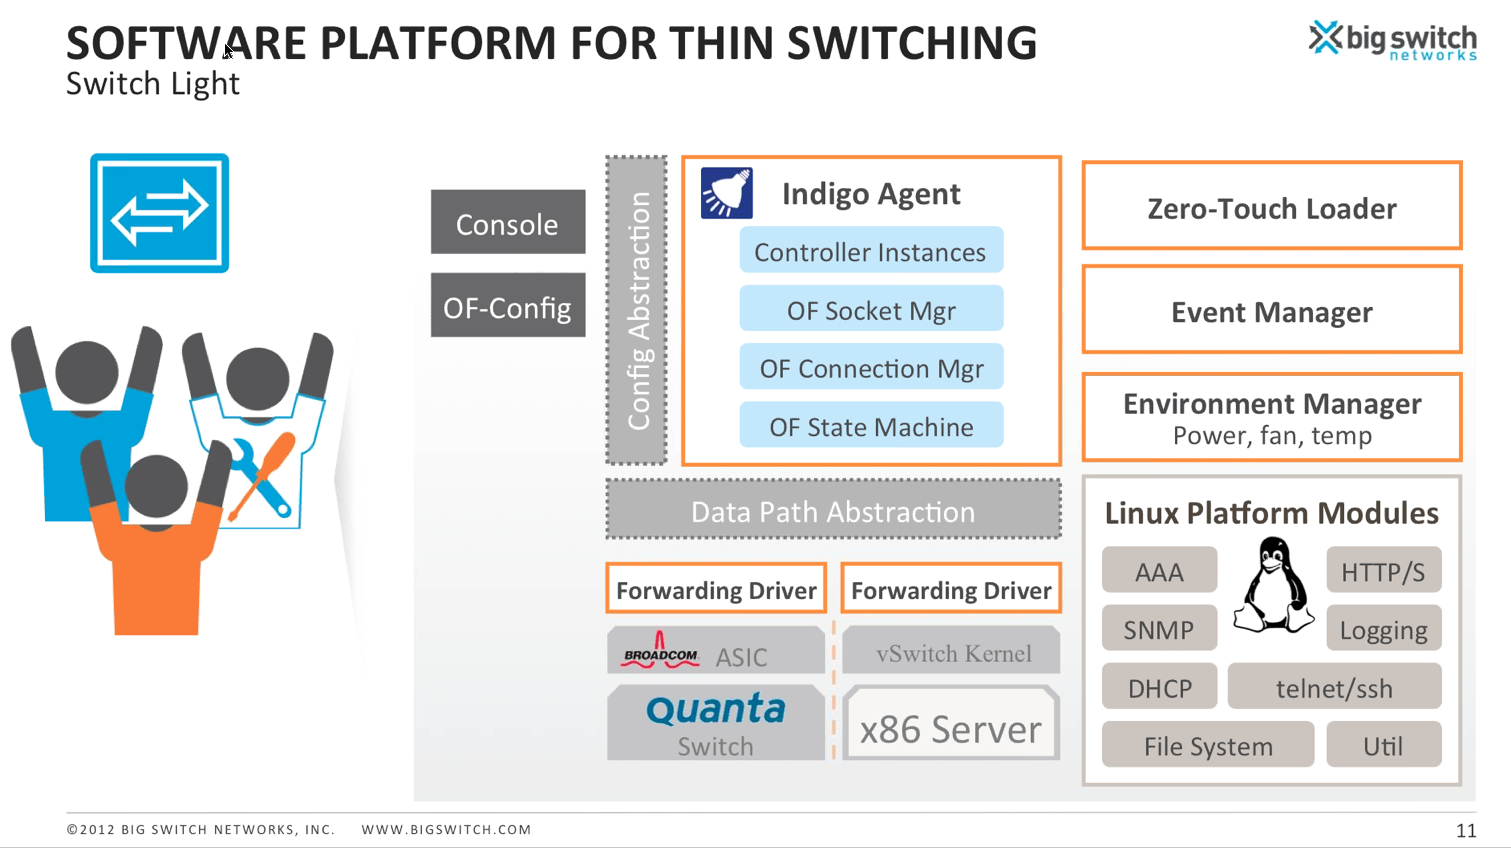 SOFTWARE PLATFORM FOR THIN SWITCHING
Switch Light
big switch
networks
Console
OF-Config
Config Abstraction
Indigo Agent
Controller Instances
OF Socket Mgr
OF Connection Mgr
OF State Machine
Data Path Abstraction
Forwarding Driver
Forwarding Driver
BROADCOM ASIC
vSwitch Kernel
Quanta
Switch
x86 Server
Zero-Touch Loader
Event Manager
Environment Manager
Power, fan, temp
Linux Platform Modules
AAA
HTTP/S
SNMP
Logging
DHCP
telnet/ssh
File System
Util
©2012 BIG SWITCH NETWORKS, INC. WWW.BIGSWITCH.COM
11